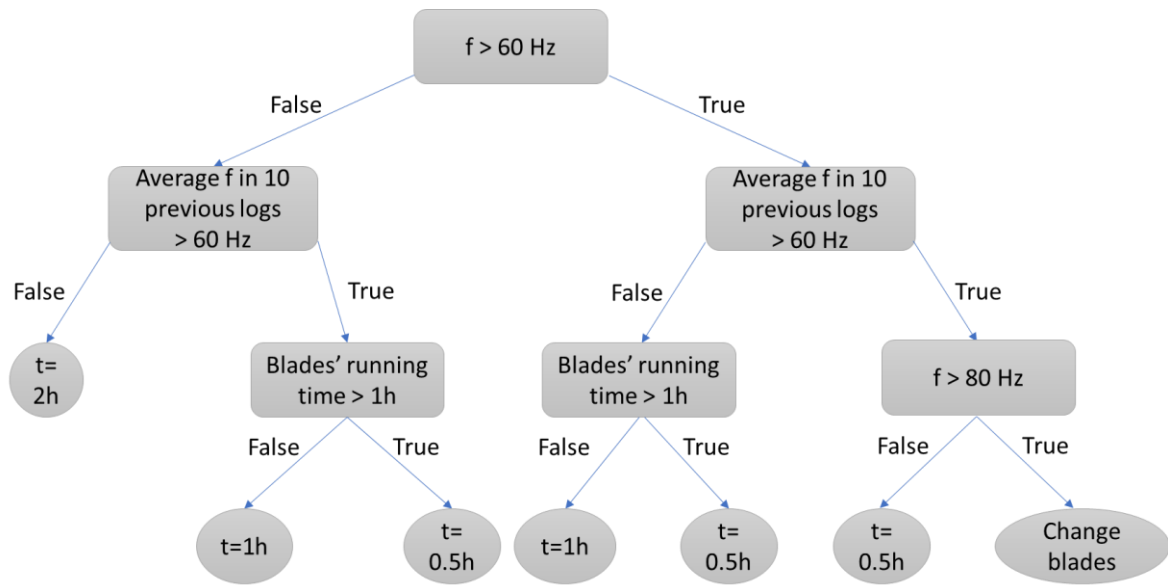 f > 60 Hz
False
True
Average f in 10
previous logs
> 60 Hz
Average f in 10
previous logs
> 60 Hz
False
True
False
True
t=
2h
Blades’ running
time > 1h
Blades’ running
time > 1h
f > 80 Hz
False
True
False
True
False
True
t=1h
t=
0.5h
t=1h
t=
0.5h
t=
0.5h
Change
blades